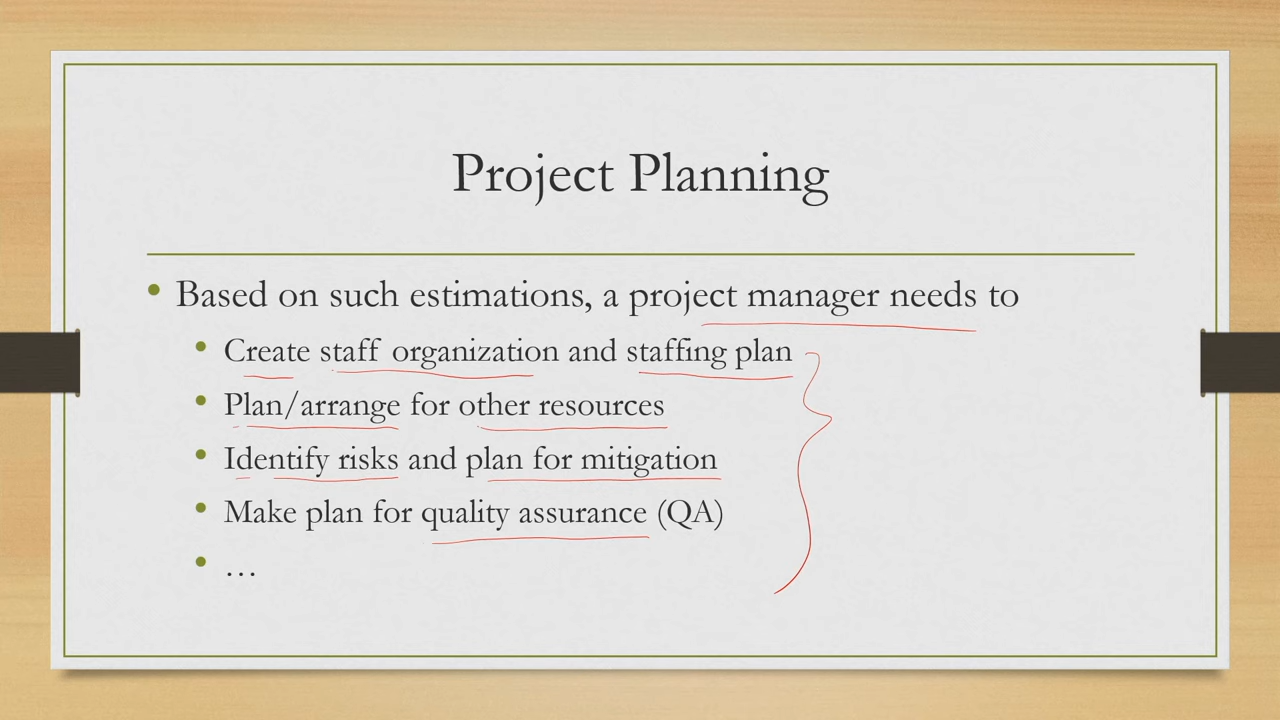 Project Planning
• Based on such estimations, a project manager needs to
• Create staff organization and staffing plan
• Plan/arrange for other resources
• Identify risks and plan for mitigation
• Make plan for quality assurance (QA)
• …